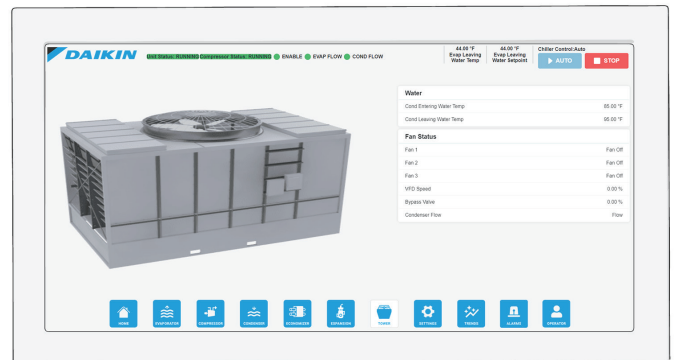 DAIKIN
Unit Status: RUNNING Compressor Status: RUNNING ENABLE EVAP FLOW COND FLOW
44.00 °F
Evap Leaving
Water Temp
44.00 °F
Evap Leaving
Water Setpoint
Chiller Control:Auto
AUTO
STOP
Water
Cond Entering Water Temp 85.00 °F
Cond Leaving Water Temp 95.00 °F
Fan Status
Fan 1 Fan Off
Fan 2 Fan Off
Fan 3 Fan Off
VFD Speed 0.00 %
Bypass Valve 0.00 %
Condenser Flow Flow
HOME EVAPORATOR COMPRESSOR CONDENSER ECONOMIZER EXPANSION TOWER SETTINGS TRENDS ALARMS OPERATOR